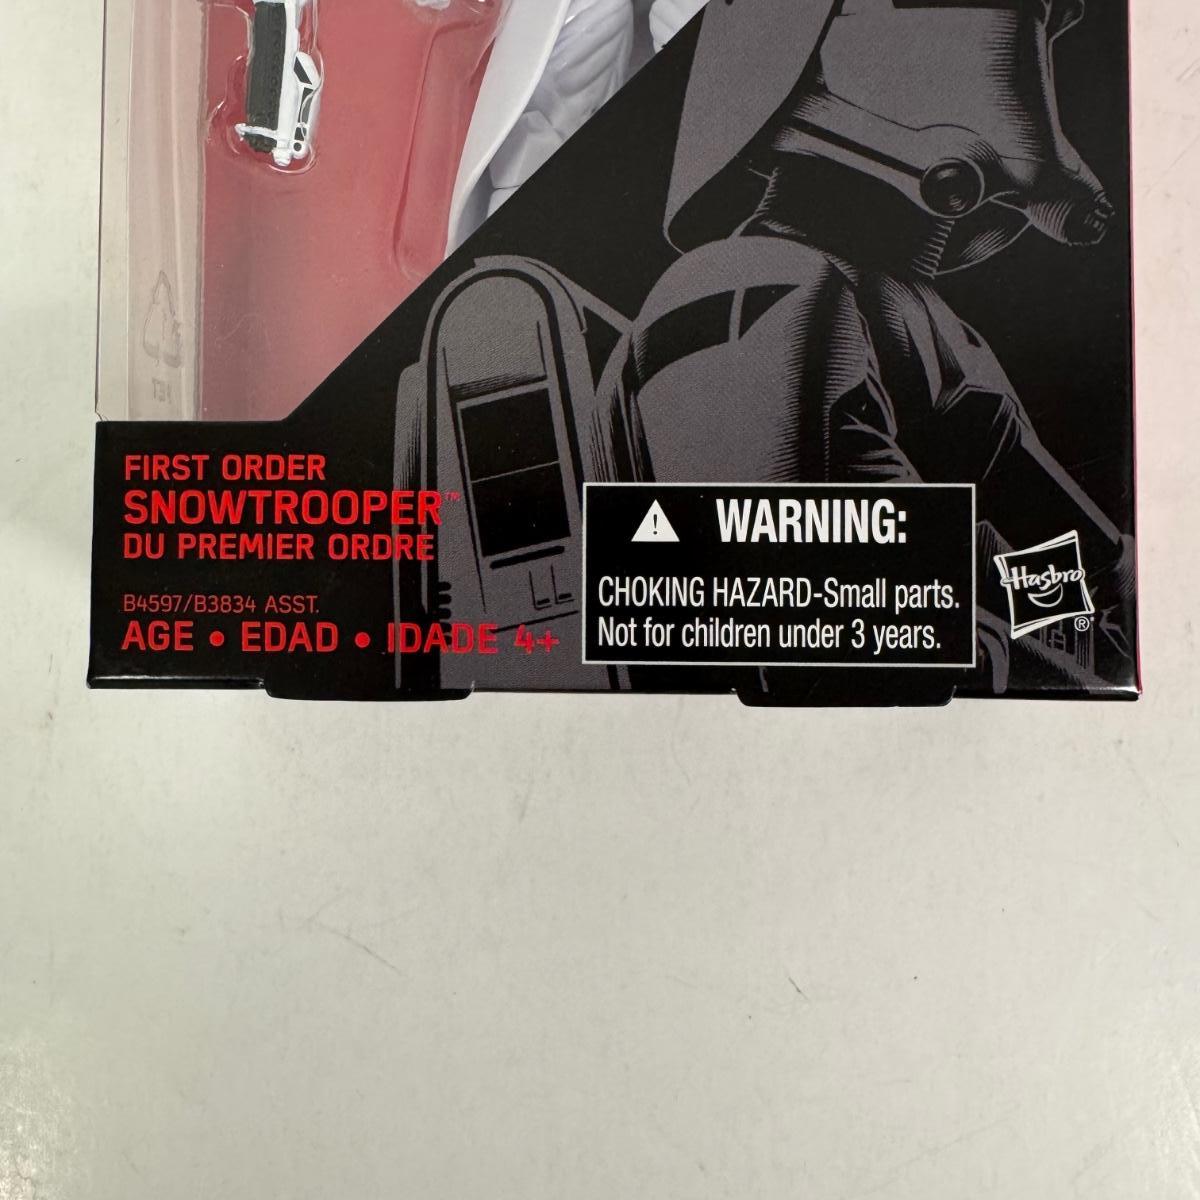 FIRST ORDER
SNOWTROOPER™
DU PREMIER ORDRE
B4597/B3834 ASST.
AGE • EDAD • IDADE 4+
WARNING:
CHOKING HAZARD-Small parts.
Not for children under 3 years.
Hasbro®